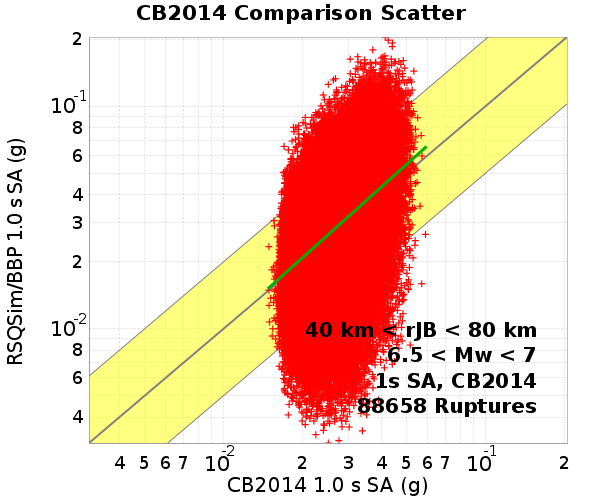 CB2014 Comparison Scatter
RSQSim/BBP 1.0 s SA (g)
2
10-1
8
6
4
3
2
10-2
8
6
4
40 km < rJB < 80 km
6.5 < Mw < 7
1s SA, CB2014
88658 Ruptures
4 5 6 7 10-2 2 3 4 5 6 7 10-1 2
CB2014 1.0 s SA (g)